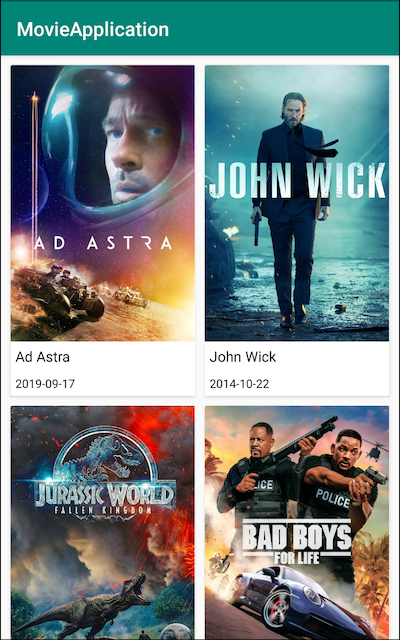 MovieApplication
AD ASTRA
JOHN WICK
Ad Astra
2019-09-17
John Wick
2014-10-22
JURASSIC WORLD
FALLEN KINGDOM
POLICE
POLICE
BAD BOYS
FOR LIFE